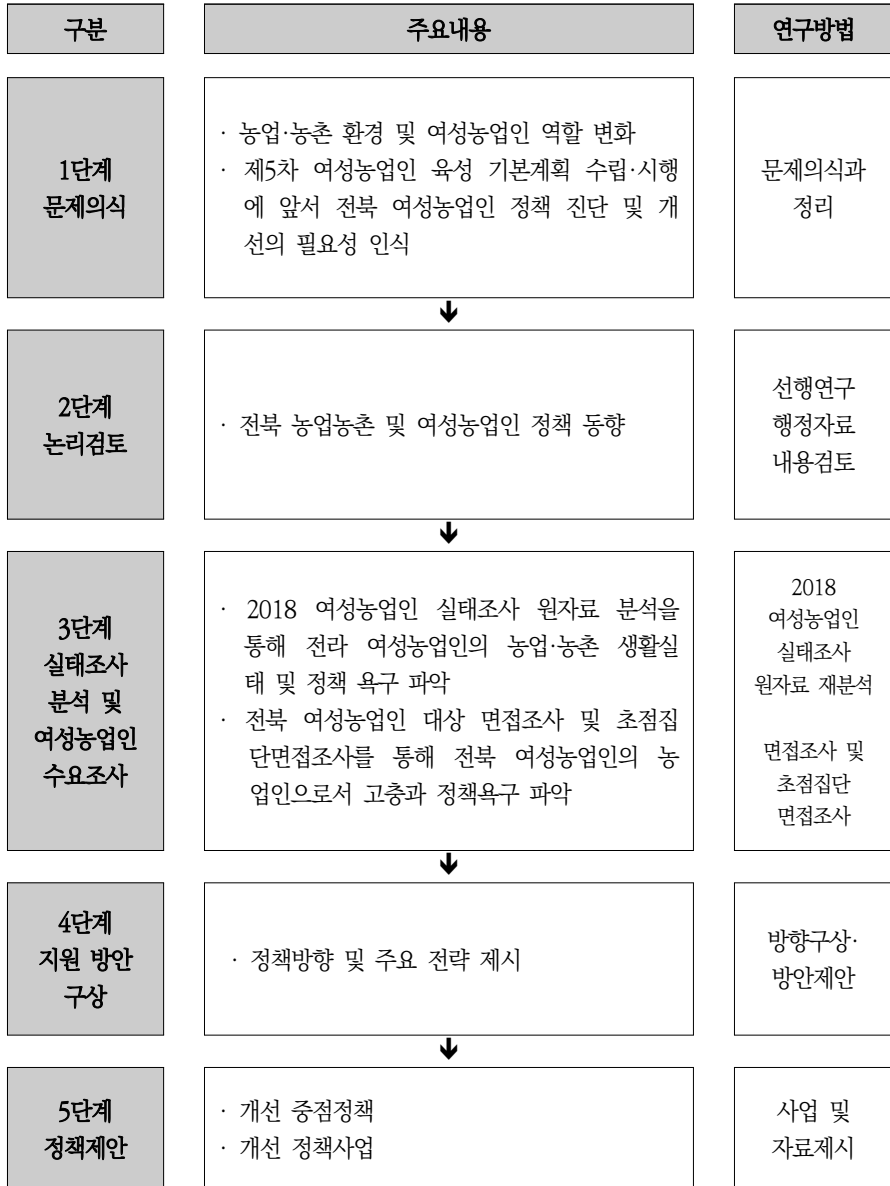 구분
주요내용
연구방법
1단계
문제의식
· 농업·농촌 환경 및 여성농업인 역할 변화
· 제5차 여성농업인 육성 기본계획 수립·시행
에 앞서 전북 여성농업인 정책 진단 및 개
선의 필요성 인식
문제의식과
정리
2단계
논리검토
· 전북 농업농촌 및 여성농업인 정책 동향
선행연구
행정자료
내용검토
3단계
실태조사
분석 및
여성농업인
수요조사
· 2018 여성농업인 실태조사 원자료 분석을
통해 전라 여성농업인의 농업·농촌 생활실
태 및 정책 욕구 파악
· 전북 여성농업인 대상 면접조사 및 초점집
단면접조사를 통해 전북 여성농업인의 농
업인으로서 고충과 정책욕구 파악
2018
여성농업인
실태조사
원자료 재분석
면접조사 및
초점집단
면접조사
4단계
지원 방안
구상
· 정책방향 및 주요 전략 제시
방향구상·
방안제안
5단계
정책제안
· 개선 중점정책
· 개선 정책사업
사업 및
자료제시